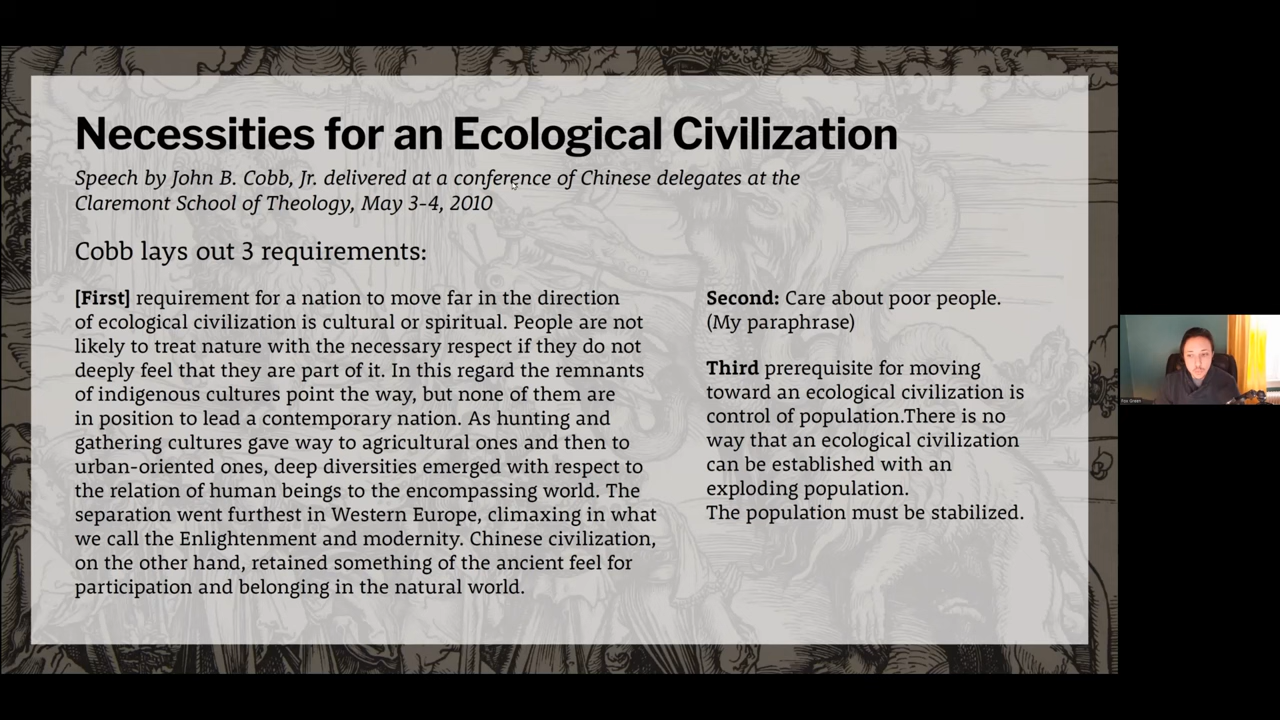 Necessities for an Ecological Civilization
Speech by John B. Cobb, Jr. delivered at a conference of Chinese delegates at the
Claremont School of Theology, May 3-4, 2010
Cobb lays out 3 requirements:
[First] requirement for a nation to move far in the direction
of ecological civilization is cultural or spiritual. People are not
likely to treat nature with the necessary respect if they do not
deeply feel that they are part of it. In this regard the remnants
of indigenous cultures point the way, but none of them are
in position to lead a contemporary nation. As hunting and
gathering cultures gave way to agricultural ones and then to
urban-oriented ones, deep diversities emerged with respect to
the relation of human beings to the encompassing world. The
separation went furthest in Western Europe, climaxing in what
we call the Enlightenment and modernity. Chinese civilization,
on the other hand, retained something of the ancient feel for
participation and belonging in the natural world.
Second: Care about poor people.
(My paraphrase)
Third prerequisite for moving
toward an ecological civilization is
control of population.There is no
way that an ecological civilization
can be established with an
exploding population.
The population must be stabilized.
Fox Green